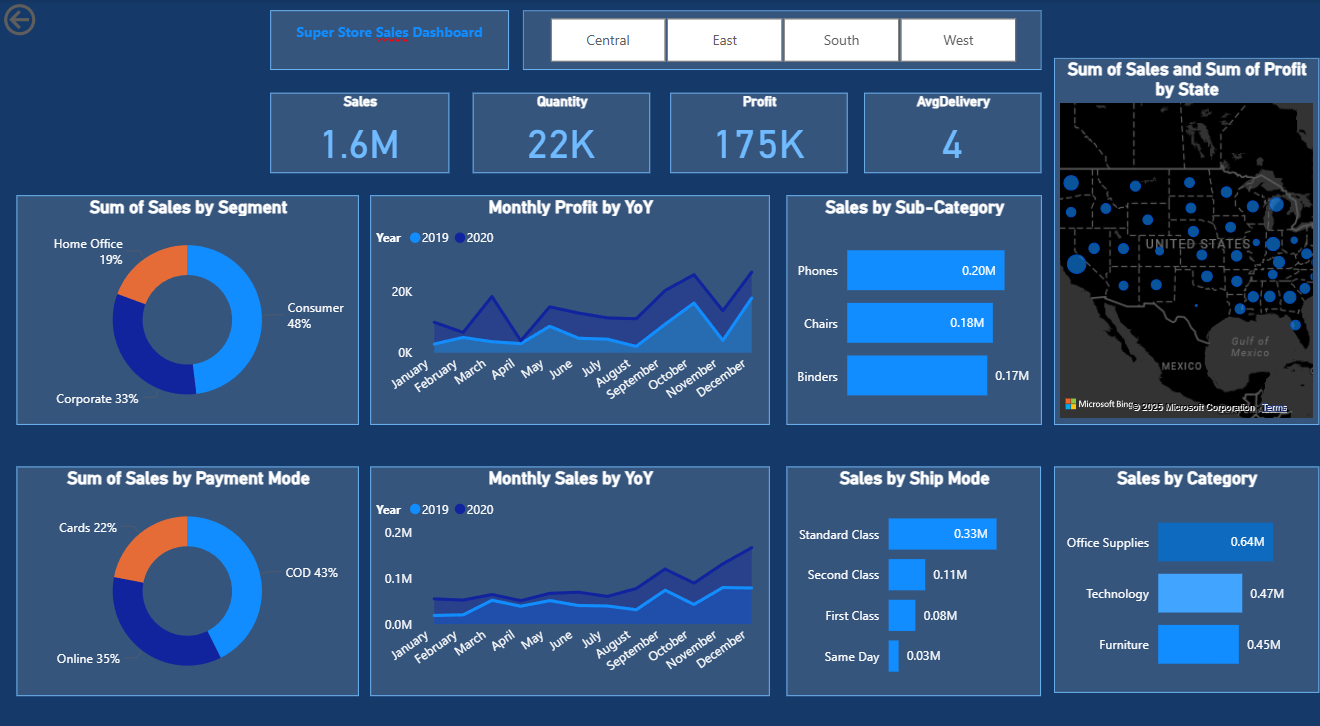 Super Store Sales Dashboard
Central
East
South
West
Sum of Sales and Sum of Profit
by State
Sales
1.6M
Quantity
22K
Profit
175K
AvgDelivery
4
UNITED STATES
MEXICO
Gulf of
Mexico
Microsoft Bing
© 2025 Microsoft Corporation Terms
Sum of Sales by Segment
Home Office
19%
Consumer
48%
Corporate 33%
Monthly Profit by YoY
Year 2019 2020
20K
0K
January
February
March
April
May
June
July
August
September
October
November
December
Sales by Sub-Category
Phones 0.20M
Chairs 0.18M
Binders 0.17M
Sum of Sales by Payment Mode
Cards 22%
COD 43%
Online 35%
Monthly Sales by YoY
Year 2019 2020
0.2M
0.1M
0.0M
January
February
March
April
May
June
July
August
September
October
November
December
Sales by Ship Mode
Standard Class 0.33M
Second Class 0.11M
First Class 0.08M
Same Day 0.03M
Sales by Category
Office Supplies 0.64M
Technology 0.47M
Furniture 0.45M